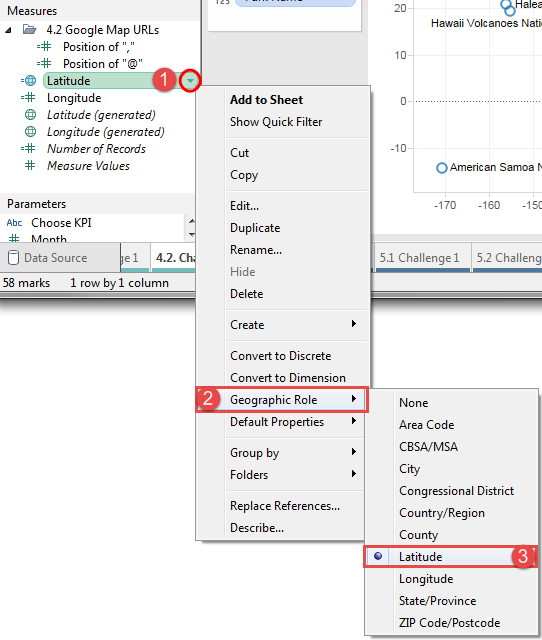 Measures
4.2 Google Map URLs
Position of ","
Position of "@"
Latitude
1
Longitude
Latitude (generated)
Longitude (generated)
Number of Records
Measure Values
Parameters
Abc Choose KPI
Month
Data Source
ge 1
4.2. Cha
5.1 Challenge 1
5.2 Challeng
58 marks
1 row by 1 column
20
Halea
Hawaii Volcanoes Nati
0
-10
American Samoa N
-170
-160
-150
Add to Sheet
Show Quick Filter
Cut
Copy
Edit...
Duplicate
Rename...
Hide
Delete
Create
Convert to Discrete
Convert to Dimension
2
Geographic Role
Default Properties
Group by
Folders
Replace References...
Describe...
None
Area Code
CBSA/MSA
City
Congressional District
Country/Region
County
Latitude
3
Longitude
State/Province
ZIP Code/Postcode